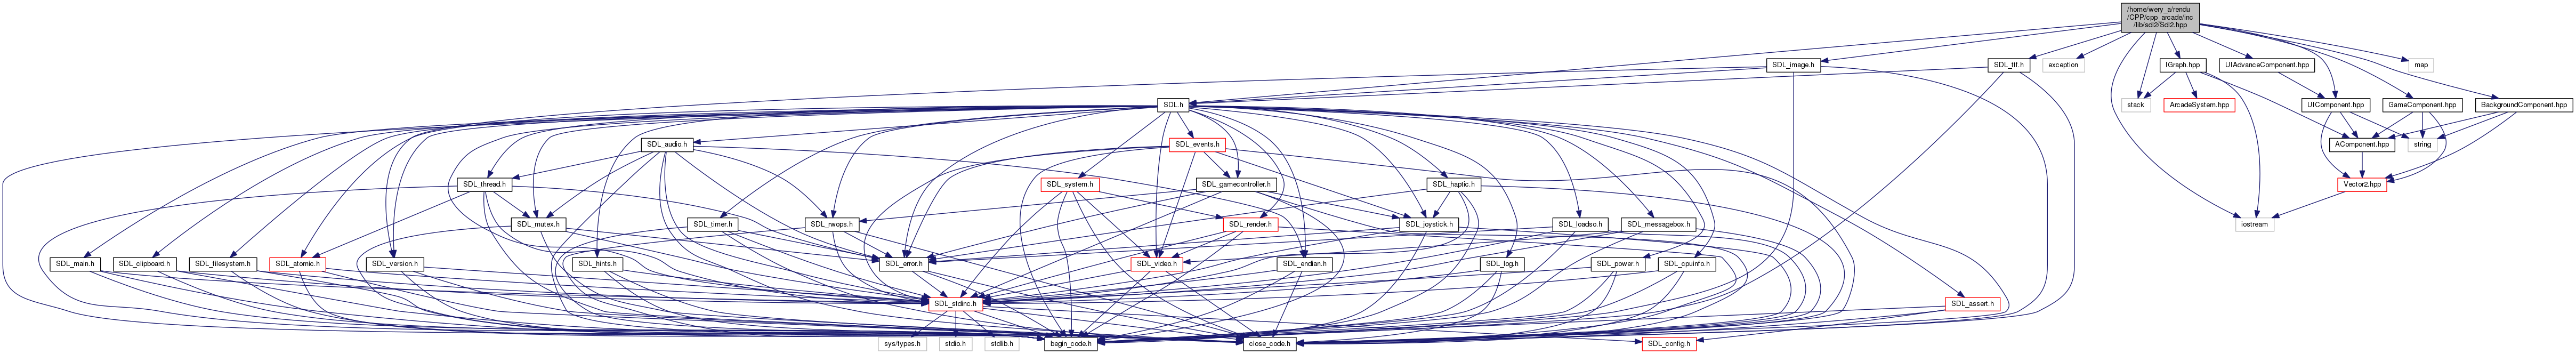 /home/wery_a/rendu
/CPP/cpp_arcade/inc
/lib/sdl2/Sdl2.hpp
SDL_image.h
SDL_ttf.h
exception
IGraph.hpp
UIAdvanceComponent.hpp
map
SDL.h
stack
ArcadeSystem.hpp
UIComponent.hpp
GameComponent.hpp
BackgroundComponent.hpp
SDL_audio.h
SDL_events.h
AComponent.hpp
string
SDL_thread.h
SDL_system.h
SDL_gamecontroller.h
SDL_haptic.h
Vector2.hpp
SDL_mutex.h
SDL_timer.h
SDL_rwops.h
SDL_render.h
SDL_joystick.h
SDL_loadso.h
SDL_messagebox.h
iostream
SDL_main.h
SDL_clipboard.h
SDL_filesystem.h
SDL_atomic.h
SDL_version.h
SDL_hints.h
SDL_error.h
SDL_video.h
SDL_endian.h
SDL_log.h
SDL_power.h
SDL_cpuinfo.h
SDL_stdinc.h
SDL_assert.h
sys/types.h
stdio.h
stdlib.h
begin_code.h
close_code.h
SDL_config.h